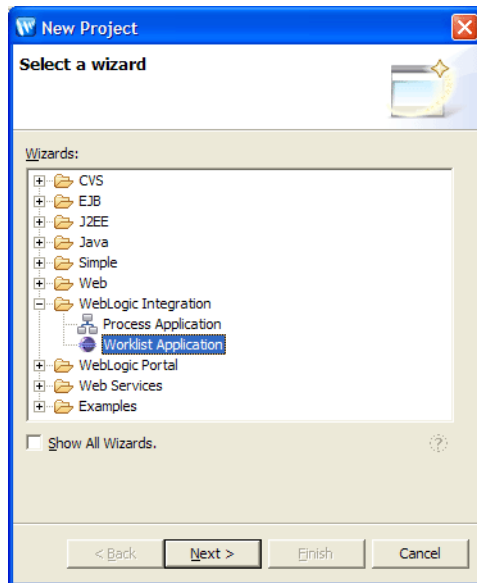 New Project
Select a wizard
Wizards:
CVS
EJB
J2EE
Java
Simple
Web
WebLogic Integration
Process Application
Worklist Application
WebLogic Portal
Web Services
Examples
Show All Wizards.
< Back Next > Finish Cancel